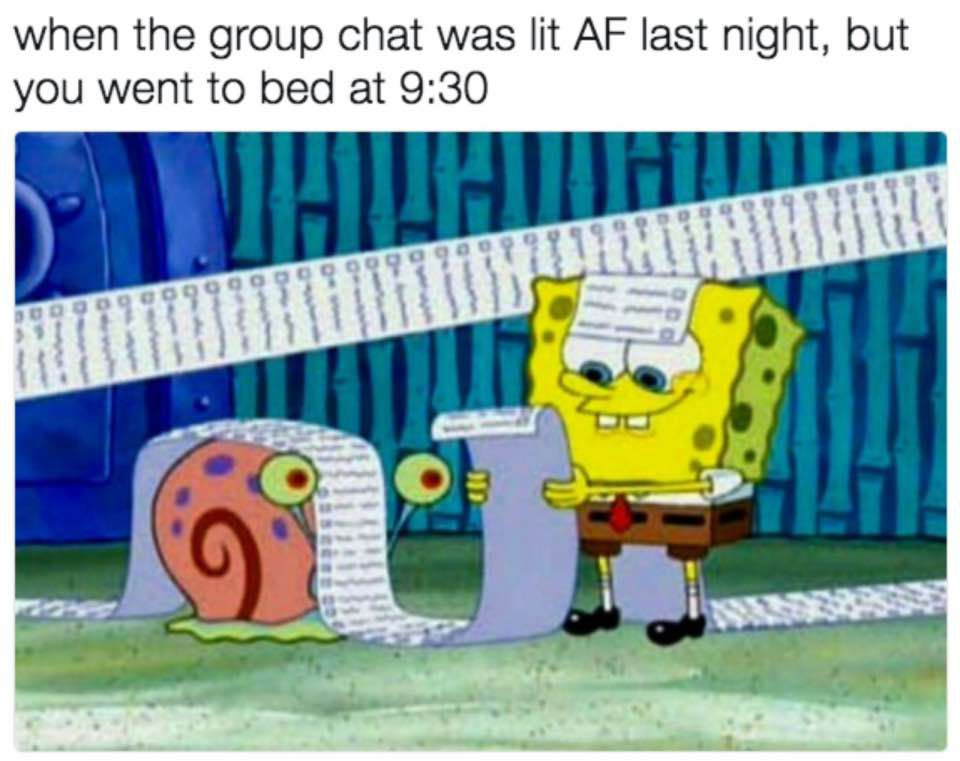 when the group chat was lit AF last night, but
you went to bed at 9:30